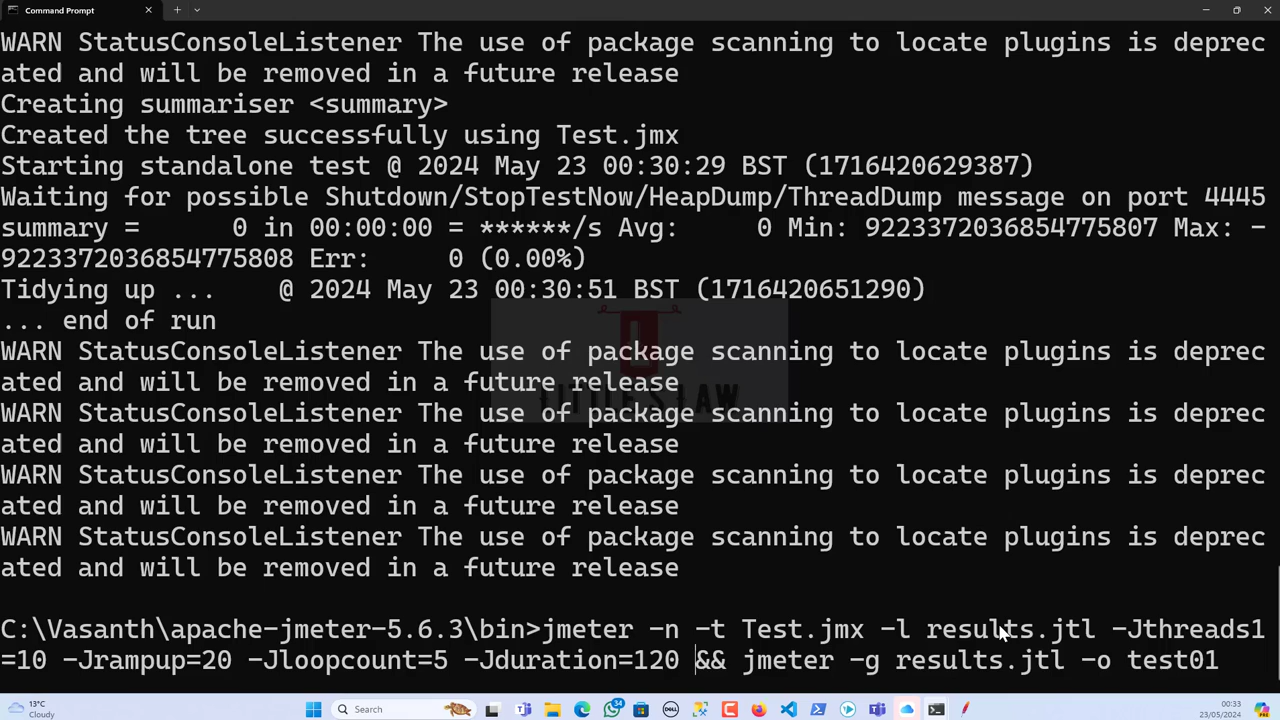 Command Prompt
WARN StatusConsoleListener The use of package scanning to locate plugins is deprec
ated and will be removed in a future release
Creating summariser <summary>
Created the tree successfully using Test.jmx
Starting standalone test @ 2024 May 23 00:30:29 BST (1716420629387)
Waiting for possible Shutdown/StopTestNow/HeapDump/ThreadDump message on port 4445
summary =      0 in 00:00:00 = ******/s Avg:     0 Min: 9223372036854775807 Max: -
9223372036854775808 Err:     0 (0.00%)
Tidying up ...    @ 2024 May 23 00:30:51 BST (1716420651290)
... end of run
WARN StatusConsoleListener The use of package scanning to locate plugins is deprec
ated and will be removed in a future release
WARN StatusConsoleListener The use of package scanning to locate plugins is deprec
ated and will be removed in a future release
WARN StatusConsoleListener The use of package scanning to locate plugins is deprec
ated and will be removed in a future release
WARN StatusConsoleListener The use of package scanning to locate plugins is deprec
ated and will be removed in a future release
C:\Vasanth\apache-jmeter-5.6.3\bin>jmeter -n -t Test.jmx -l results.jtl -Jthreads1
=10 -Jrampup=20 -Jloopcount=5 -Jduration=120 && jmeter -g results.jtl -o test01
13°C
Cloudy
Search
34
00:33
23/05/2024